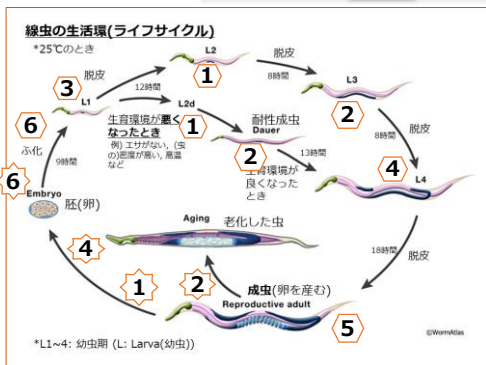 線虫の生活環(ライフサイクル)
*25℃のとき
脱皮
L2
1
3
L1
12時間
8時間
脱皮
L3
2
L2d
1
生育環境が悪く
なったとき
例) エサがない, (虫
の)密度が高い, 高温
など
耐性成虫
Dauer
2
13時間
生育環境が
良くなった
とき
8時間
脱皮
4
L4
6
ふ化
9時間
6
Embryo
胚(卵)
Aging
老化した虫
18時間
脱皮
4
1
2
成虫(卵を産む)
Reproductive adult
5
©WormAtlas
*L1~4: 幼虫期 (L: Larva(幼虫))